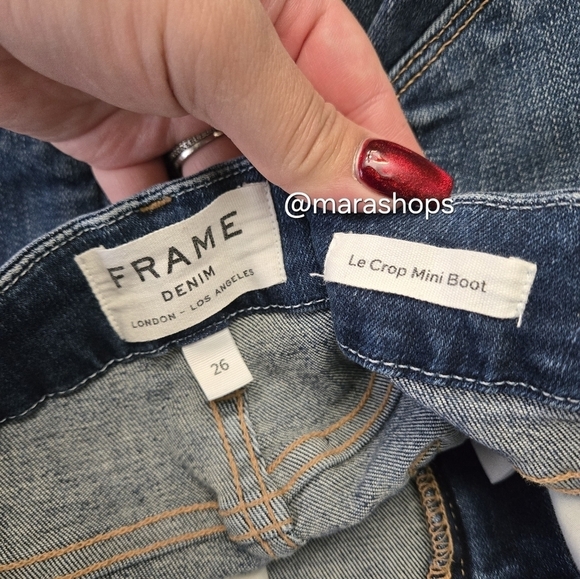 @marashops
FRAME
DENIM
LONDON - LOS ANGELES
26
Le Crop Mini Boot